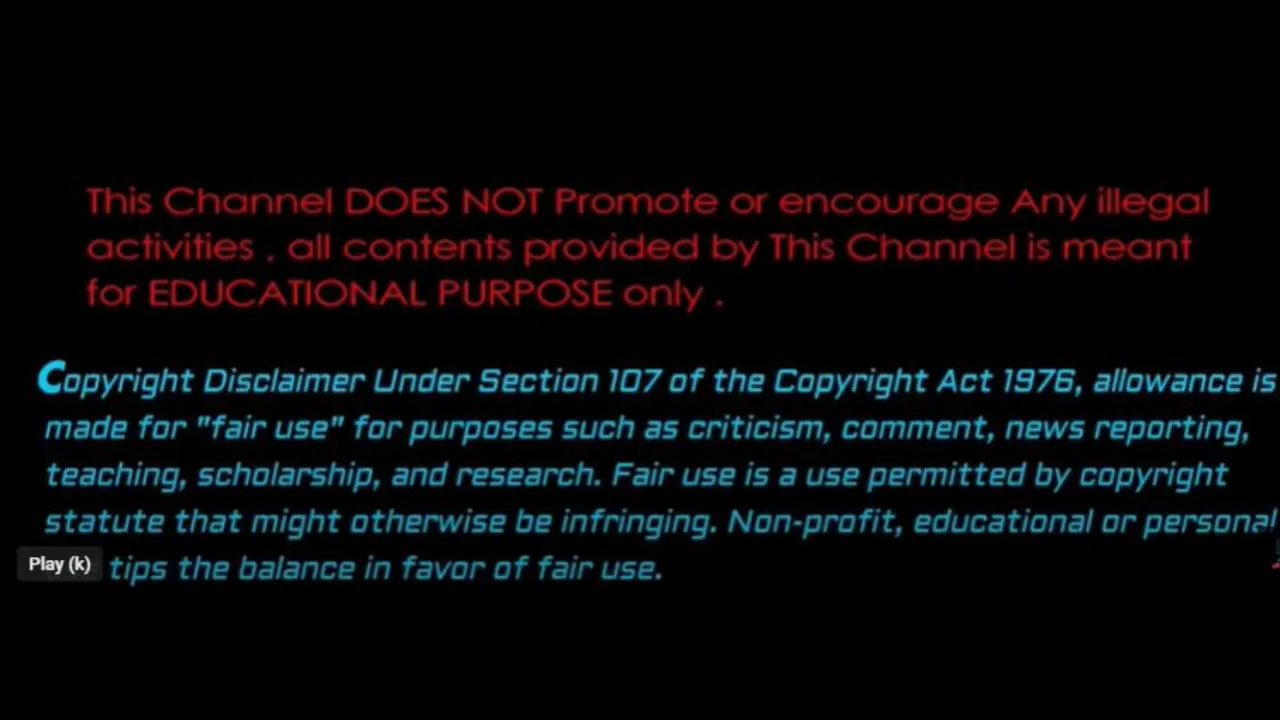 This Channel DOES NOT Promote or encourage Any illegal
activities , all contents provided by This Channel is meant
for EDUCATIONAL PURPOSE only .
Copyright Disclaimer Under Section 107 of the Copyright Act 1976, allowance is
made for "fair use" for purposes such as criticism, comment, news reporting,
teaching, scholarship, and research. Fair use is a use permitted by copyright
statute that might otherwise be infringing. Non-profit, educational or personal
Play (k) tips the balance in favor of fair use.